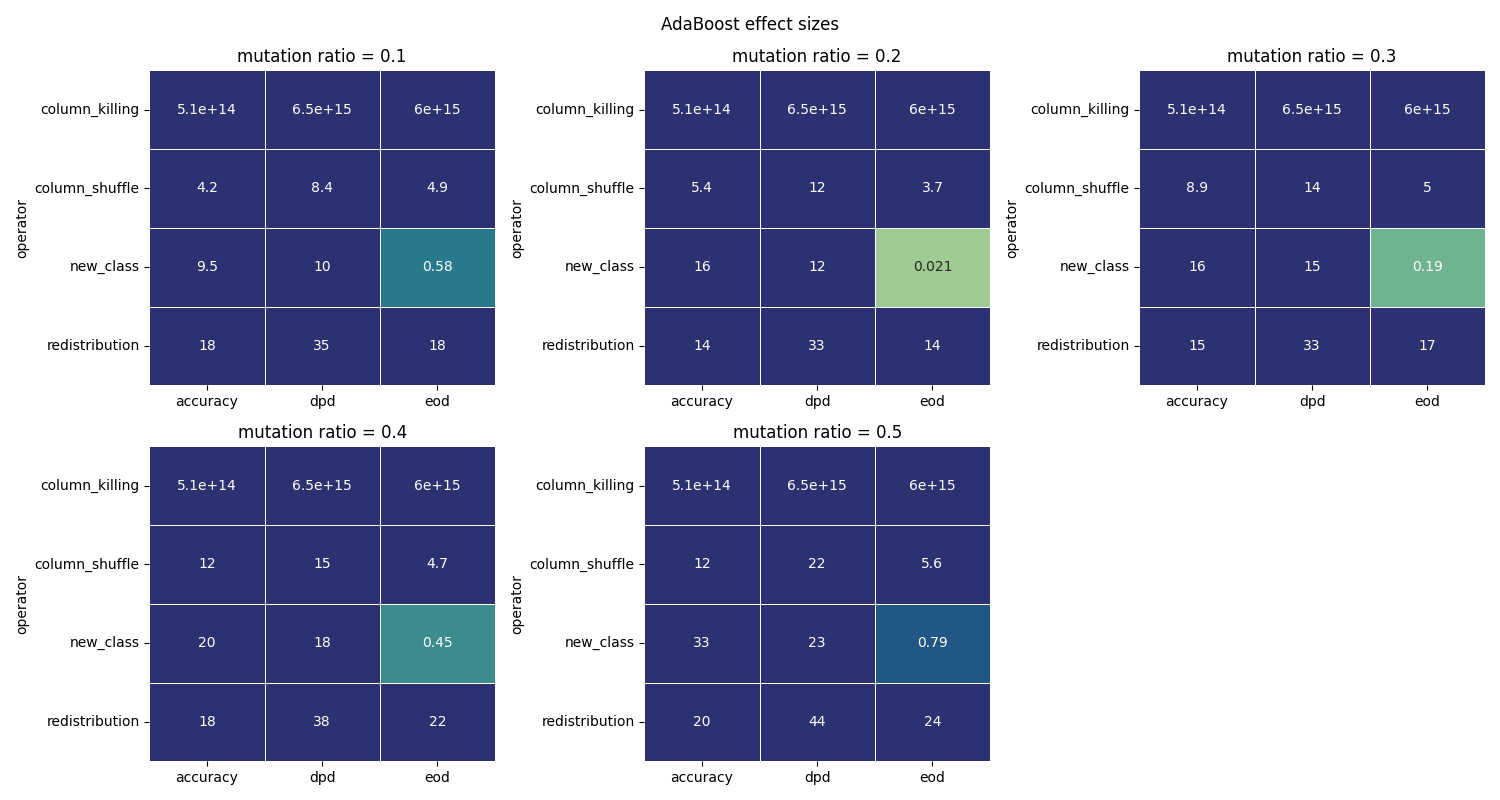 AdaBoost effect sizes
mutation ratio = 0.1
operator
column_killing 5.1e+14 6.5e+15 6e+15
column_shuffle 4.2 8.4 4.9
new_class 9.5 10 0.58
redistribution 18 35 18
accuracy dpd eod
mutation ratio = 0.2
operator
column_killing 5.1e+14 6.5e+15 6e+15
column_shuffle 5.4 12 3.7
new_class 16 12 0.021
redistribution 14 33 14
accuracy dpd eod
mutation ratio = 0.3
operator
column_killing 5.1e+14 6.5e+15 6e+15
column_shuffle 8.9 14 5
new_class 16 15 0.19
redistribution 15 33 17
accuracy dpd eod
mutation ratio = 0.4
operator
column_killing 5.1e+14 6.5e+15 6e+15
column_shuffle 12 15 4.7
new_class 20 18 0.45
redistribution 18 38 22
accuracy dpd eod
mutation ratio = 0.5
operator
column_killing 5.1e+14 6.5e+15 6e+15
column_shuffle 12 22 5.6
new_class 33 23 0.79
redistribution 20 44 24
accuracy dpd eod